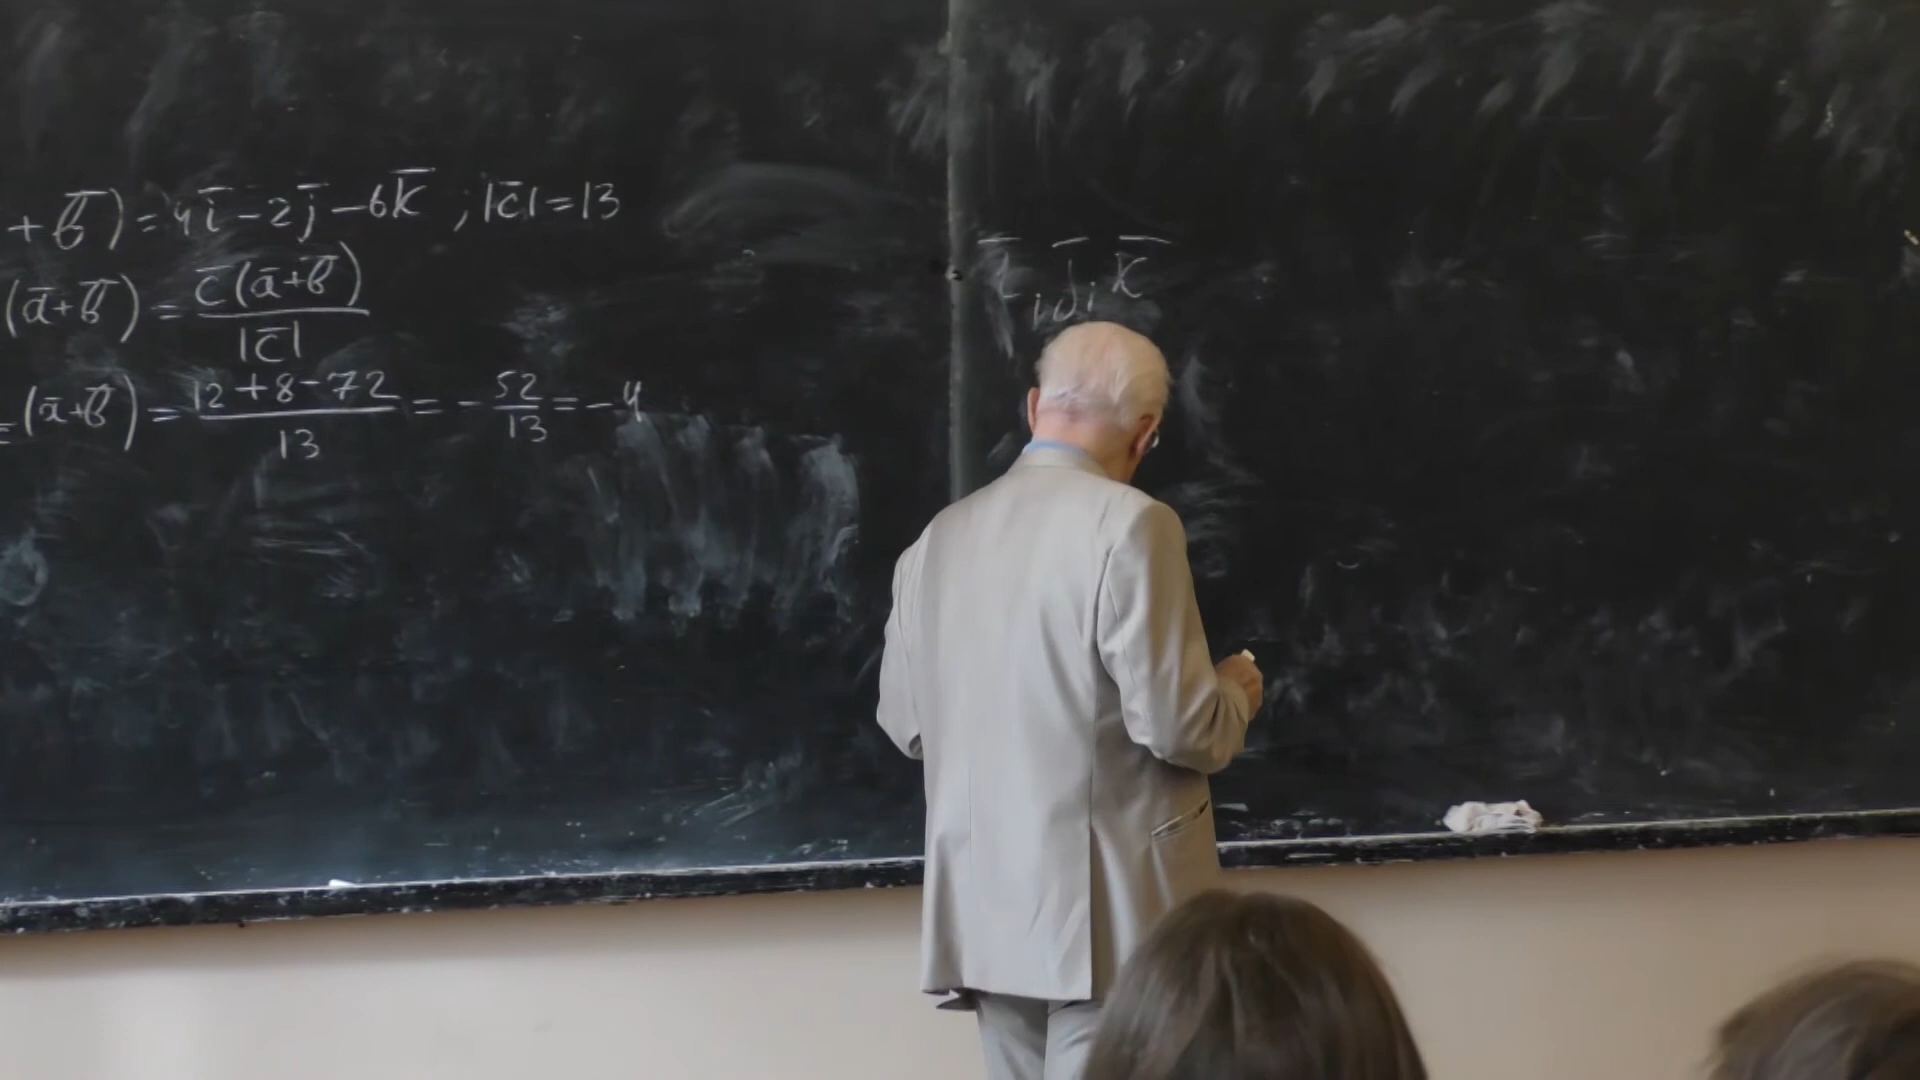 + b̄) = 4ī - 2j̄ - 6k̄ ; |c̄| = 13
(ā + b̄) = c̄(ā + b̄) / |c̄|
(ā + b̄) = 12 + 8 - 72 / 13 = - 52 / 13 = - 4
ī, j̄, k̄